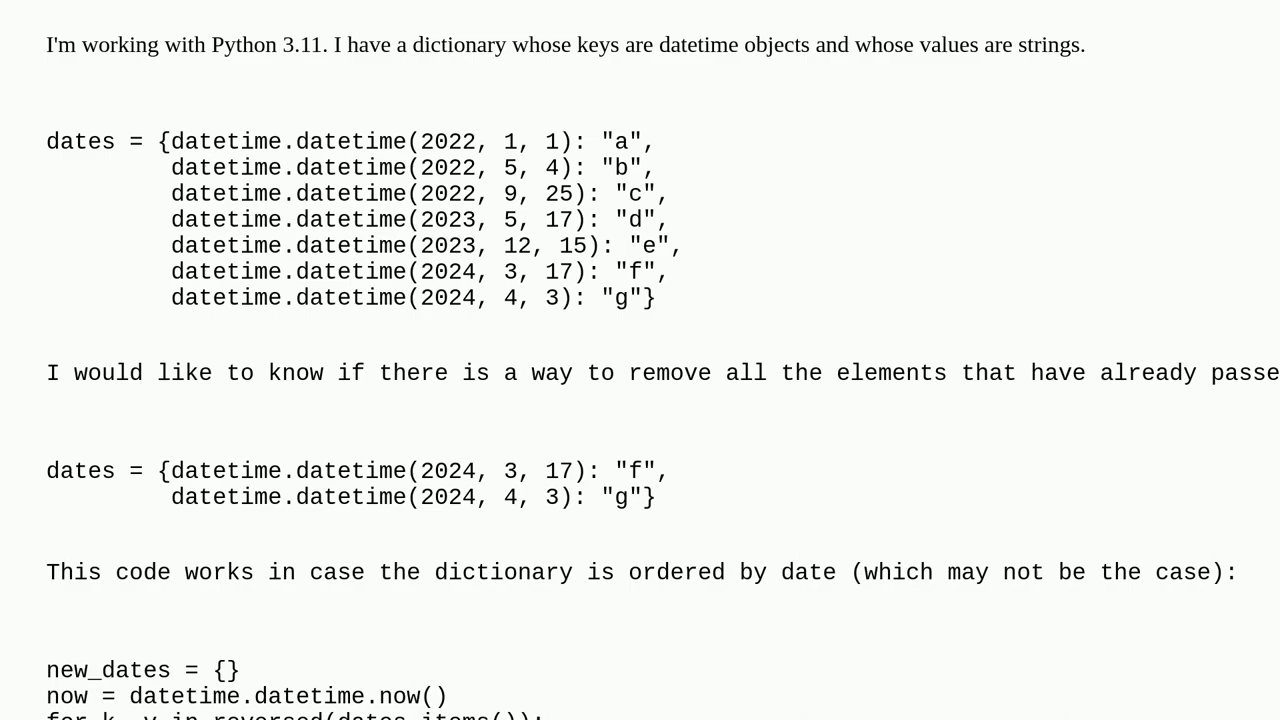 I'm working with Python 3.11. I have a dictionary whose keys are datetime objects and whose values are strings.
dates = {datetime.datetime(2022, 1, 1): "a",
         datetime.datetime(2022, 5, 4): "b",
         datetime.datetime(2022, 9, 25): "c",
         datetime.datetime(2023, 5, 17): "d",
         datetime.datetime(2023, 12, 15): "e",
         datetime.datetime(2024, 3, 17): "f",
         datetime.datetime(2024, 4, 3): "g"}
I would like to know if there is a way to remove all the elements that have already passe
dates = {datetime.datetime(2024, 3, 17): "f",
         datetime.datetime(2024, 4, 3): "g"}
This code works in case the dictionary is ordered by date (which may not be the case):
new_dates = {}
now = datetime.datetime.now()
for k, v in reversed(dates.items()):